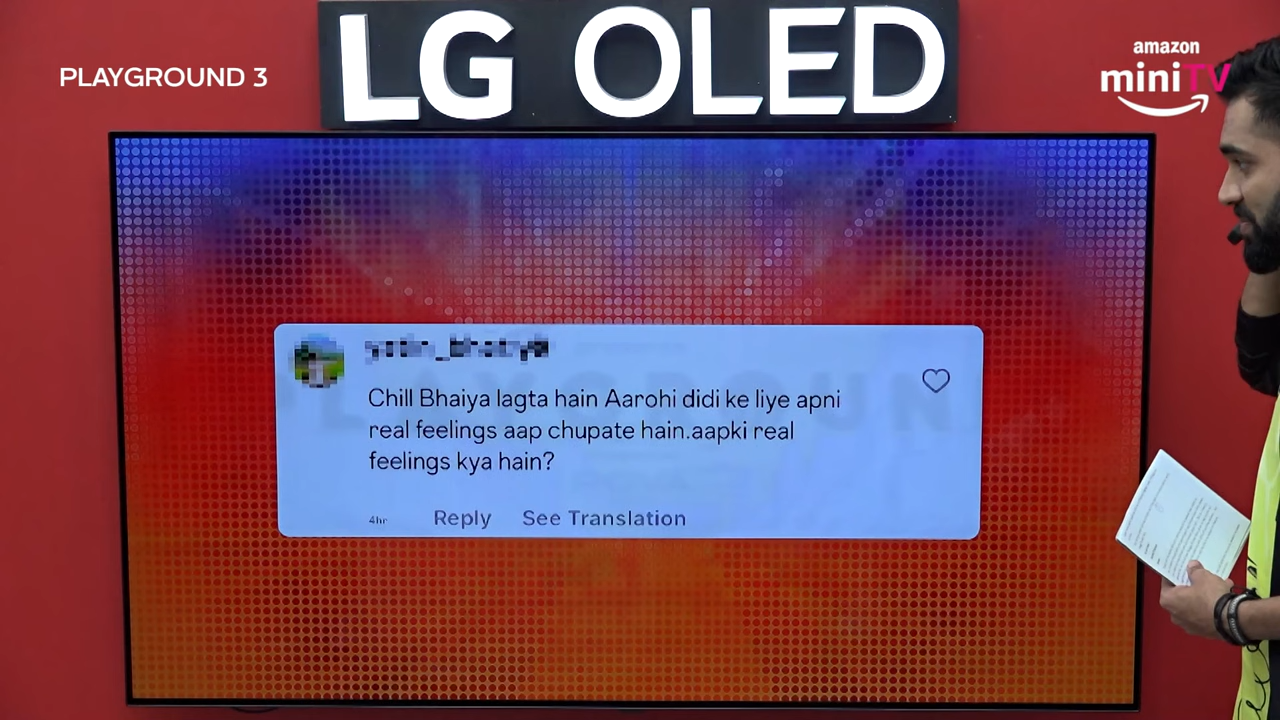 LG OLED
PLAYGROUND 3
amazon
miniTV
Chill Bhaiya lagta hain Aarohi didi ke liye apni
real feelings aap chupate hain.aapki real
feelings kya hain?
4hr Reply See Translation